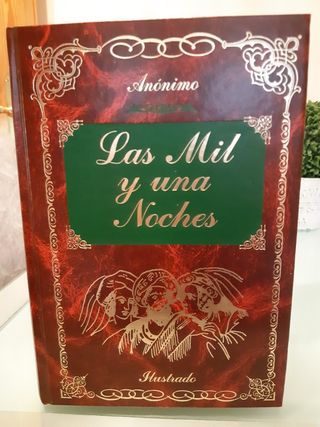 Anónimo
Las Mil
y una
Noches
Ilustrado